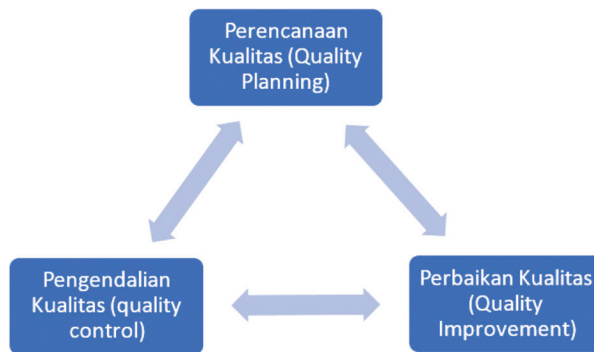 Perencanaan
Kualitas (Quality
Planning)
Pengendalian
Kualitas (quality
control)
Perbaikan Kualitas
(Quality
Improvement)